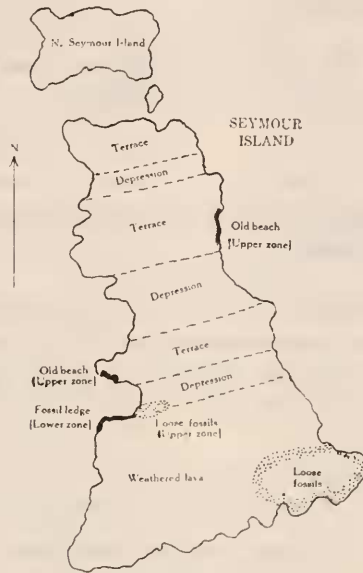 N. Seymour Island
SEYMOUR
ISLAND
N
Terrace
Depression
Terrace
Old beach
(Upper zone)
Depression
Terrace
Old beach
(Upper zone)
Depression
Fossil ledge
(Lower zone)
Loose fossils
(Upper zone)
Loose
fossils
Weathered lava